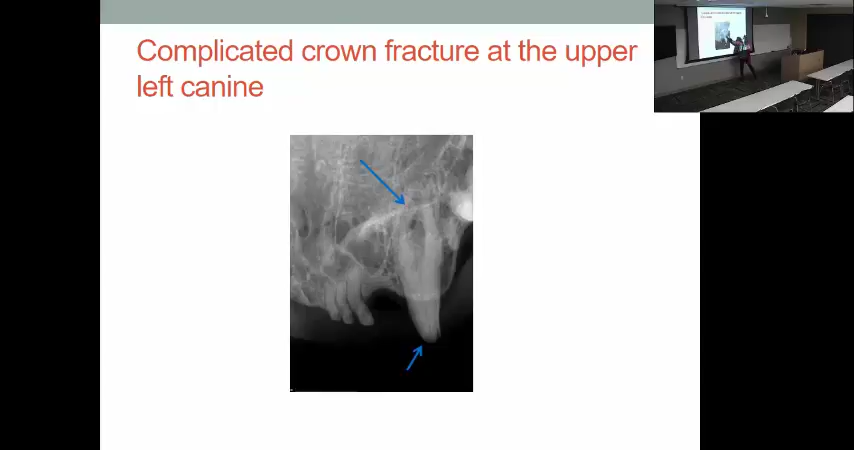 Complicated crown fracture at the upper
left canine